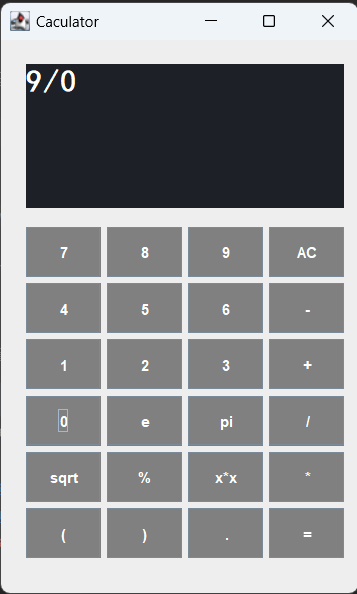 Caculator
9/0
7 8 9 AC
4 5 6 -
1 2 3 +
0 e pi /
sqrt % x*x *
( ) . =